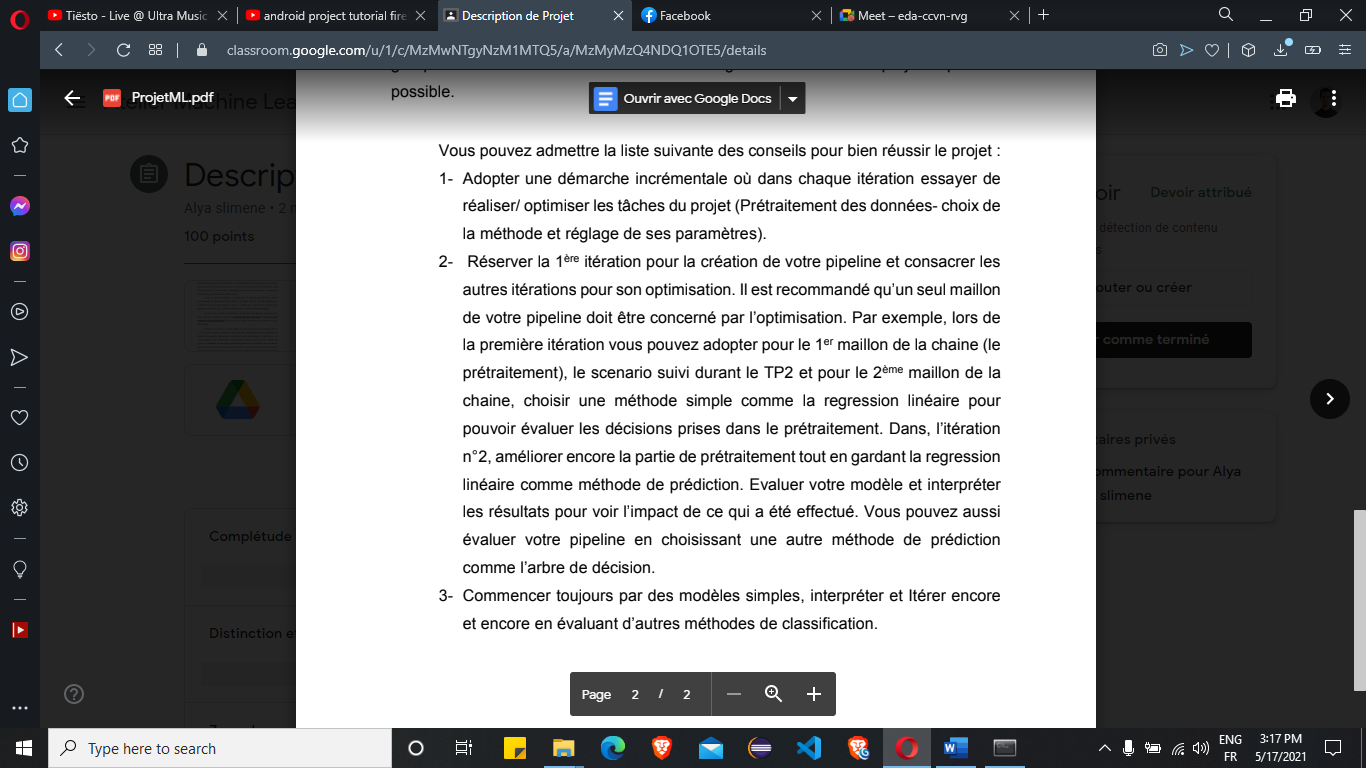 Tiësto - Live @ Ultra Music
android project tutorial fire
Description de Projet
Facebook
Meet – eda-ccvn-rvg
classroom.google.com/u/1/c/MzMwNTgyNzM1MTQ5/a/MzMyMzQ4NDQ1OTE5/details
PDF
ProjetML.pdf
possible.
Ouvrir avec Google Docs
Vous pouvez admettre la liste suivante des conseils pour bien réussir le projet :
1- Adopter une démarche incrémentale où dans chaque itération essayer de
réaliser/ optimiser les tâches du projet (Prétraitement des données- choix de
la méthode et réglage de ses paramètres).
2- Réserver la 1ère itération pour la création de votre pipeline et consacrer les
autres itérations pour son optimisation. Il est recommandé qu'un seul maillon
de votre pipeline doit être concerné par l'optimisation. Par exemple, lors de
la première itération vous pouvez adopter pour le 1er maillon de la chaine (le
prétraitement), le scenario suivi durant le TP2 et pour le 2ème maillon de la
chaine, choisir une méthode simple comme la regression linéaire pour
pouvoir évaluer les décisions prises dans le prétraitement. Dans, l'itération
n°2, améliorer encore la partie de prétraitement tout en gardant la regression
linéaire comme méthode de prédiction. Evaluer votre modèle et interpréter
les résultats pour voir l'impact de ce qui a été effectué. Vous pouvez aussi
évaluer votre pipeline en choisissant une autre méthode de prédiction
comme l'arbre de décision.
3- Commencer toujours par des modèles simples, interpréter et Itérer encore
et encore en évaluant d'autres méthodes de classification.
Descrip
Alya slimene • 2 m
100 points
Complétude
Distinction e
oir
Devoir attribué
détection de contenu
s
outer ou créer
r comme terminé
aires privés
ommentaire pour Alya
slimene
Page 2 / 2
Type here to search
ENG
FR
3:17 PM
5/17/2021